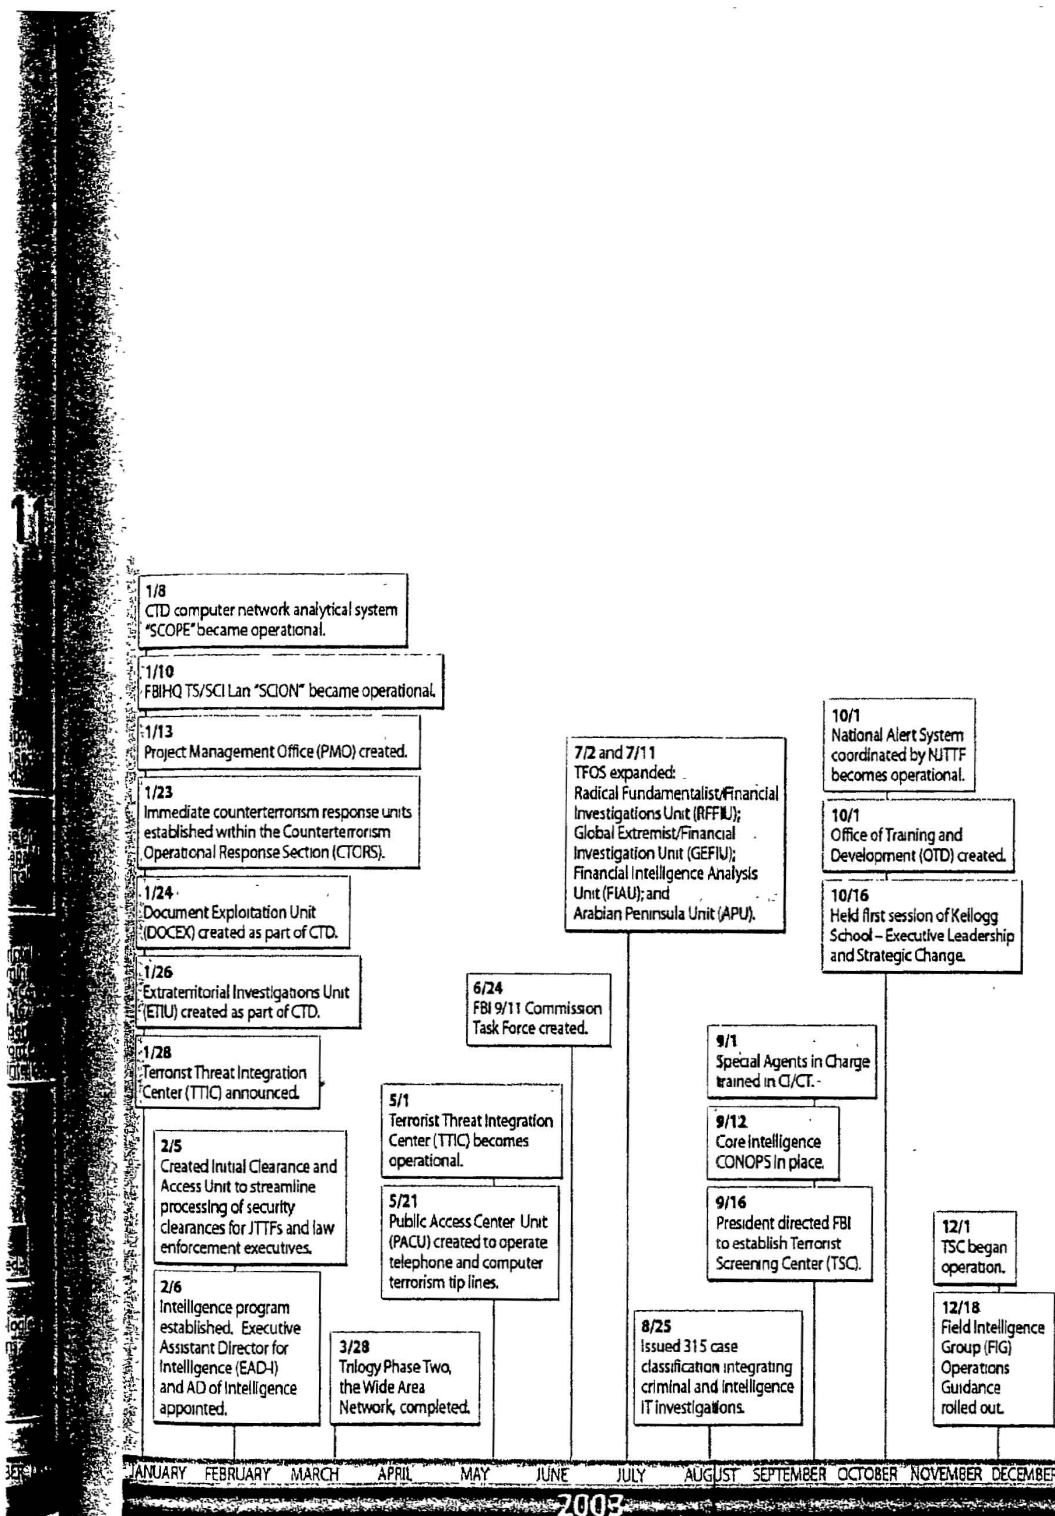 11
1/8
CTD computer network analytical system
"SCOPE" became operational.
1/10
FBIHQ TS/SCI Lan "SCION" became operational.
1/13
Project Management Office (PMO) created.
1/23
Immediate counterterrorism response units
established within the Counterterrorism
Operational Response Section (CTORS).
1/24
Document Exploitation Unit
(DOCEX) created as part of CTD.
1/26
Extraterritorial Investigations Unit
(ETIU) created as part of CTD.
1/28
Terrorist Threat Integration
Center (TTIC) announced.
2/5
Created Initial Clearance and
Access Unit to streamline
processing of security
clearances for JTTFs and law
enforcement executives.
2/6
Intelligence program
established. Executive
Assistant Director for
Intelligence (EAD-I)
and AD of Intelligence
appointed.
3/28
Trilogy Phase Two,
the Wide Area
Network, completed.
5/1
Terrorist Threat Integration
Center (TTIC) becomes
operational.
5/21
Public Access Center Unit
(PACU) created to operate
telephone and computer
terrorism tip lines.
6/24
FBI 9/11 Commission
Task Force created.
7/2 and 7/11
TFOS expanded:
Radical Fundamentalist/Financial
Investigations Unit (RFFIU);
Global Extremist/Financial
Investigation Unit (GEFIU);
Financial Intelligence Analysis
Unit (FIAU); and
Arabian Peninsula Unit (APU).
8/25
Issued 315 case
classification integrating
criminal and intelligence
IT investigations.
9/1
Special Agents in Charge
trained in CI/CT.
9/12
Core Intelligence
CONOPS in place.
9/16
President directed FBI
to establish Terrorist
Screening Center (TSC).
10/1
National Alert System
coordinated by NJTTF
becomes operational.
10/1
Office of Training and
Development (OTD) created.
10/16
Held first session of Kellogg
School – Executive Leadership
and Strategic Change.
12/1
TSC began
operation.
12/18
Field Intelligence
Group (FIG)
Operations
Guidance
rolled out.
JANUARY FEBRUARY MARCH APRIL MAY JUNE JULY AUGUST SEPTEMBER OCTOBER NOVEMBER DECEMBER
2003